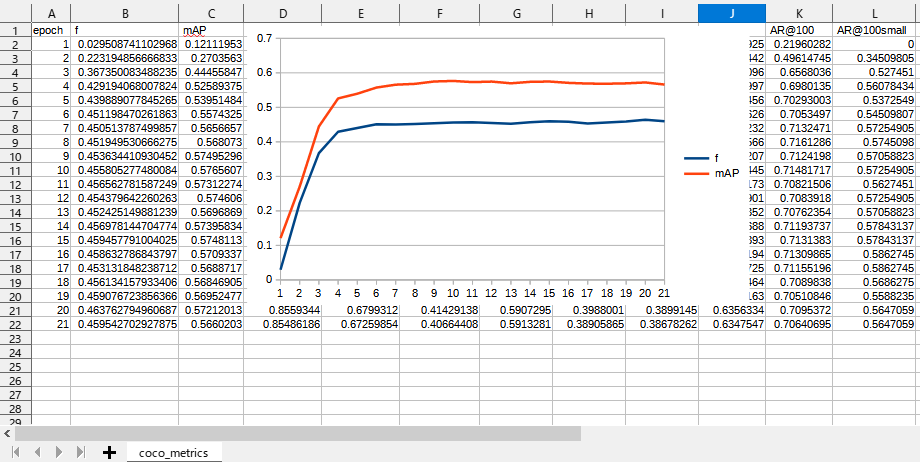 A B C D E F G H I J K L
1 epoch f mAP AR@100 AR@100small
2 1 0.029508741102968 0.12111953 025 0.21960282 0
3 2 0.223194856666833 0.2703563 442 0.49614745 0.34509805
4 3 0.367350083488235 0.44455847 096 0.6568036 0.527451
5 4 0.429194068007824 0.52589375 097 0.6980135 0.56078434
6 5 0.439889077845265 0.53951484 456 0.70293003 0.5372549
7 6 0.451198470261863 0.5574325 626 0.7053497 0.54509807
8 7 0.450513787499857 0.5656657 232 0.7132471 0.57254905
9 8 0.451949530666275 0.568073 566 0.7161286 0.5745098
10 9 0.453634410930452 0.57495296 207 0.7124198 0.57058823
11 10 0.455805277480084 0.5765607 445 0.71481717 0.57254905
12 11 0.456562781587249 0.57312274 173 0.70821506 0.5627451
13 12 0.454379642260263 0.574606 901 0.7083918 0.57254905
14 13 0.452425149881239 0.5696869 352 0.70762354 0.57058823
15 14 0.456978144704774 0.57395834 588 0.71193737 0.57843137
16 15 0.459457791004025 0.5748113 393 0.7131383 0.57843137
17 16 0.458632786843797 0.5709337 194 0.71309865 0.5862745
18 17 0.453131848238712 0.5688717 725 0.71155196 0.5862745
19 18 0.456134157933406 0.56846905 464 0.7089838 0.5686275
20 19 0.459076723856366 0.56952477 163 0.70510846 0.5588235
21 20 0.463762794960687 0.57212013 0.8559344 0.6799312 0.41429138 0.5907295 0.3988001 0.3899145 0.6356334 0.7095372 0.5647059
22 21 0.459542702927875 0.5660203 0.85486186 0.67259854 0.40664408 0.5913281 0.38905865 0.38678262 0.6347547 0.70640695 0.5647059
23
24
25
26
27
28
29
0.7
0.6
0.5
0.4
0.3
0.2
0.1
0
1 2 3 4 5 6 7 8 9 10 11 12 13 14 15 16 17 18 19 20 21
f
mAP
coco_metrics